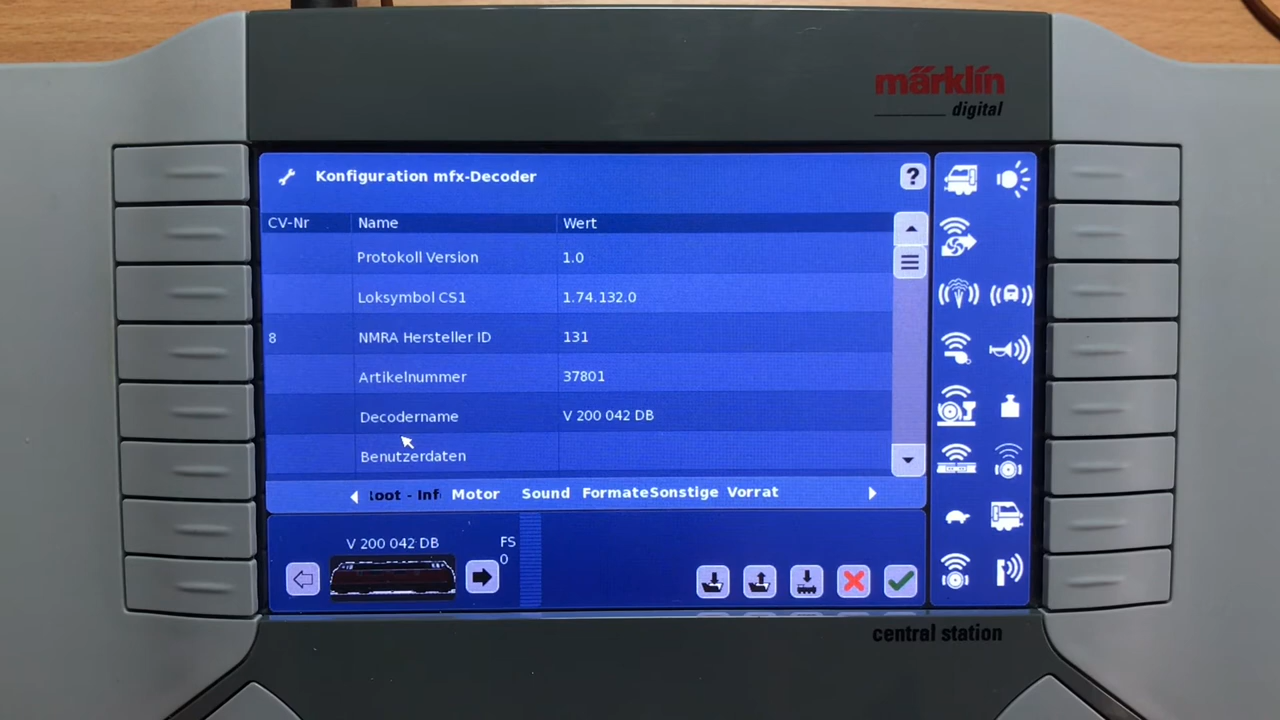 märklin
digital
Konfiguration mfx-Decoder
?
CV-Nr Name Wert
Protokoll Version 1.0
Loksymbol CS1 1.74.132.0
8 NMRA Hersteller ID 131
Artikelnummer 37801
Decodername V 200 042 DB
Benutzerdaten
oot - Inf Motor Sound Formate Sonstige Vorrat
V 200 042 DB FS
0
central station